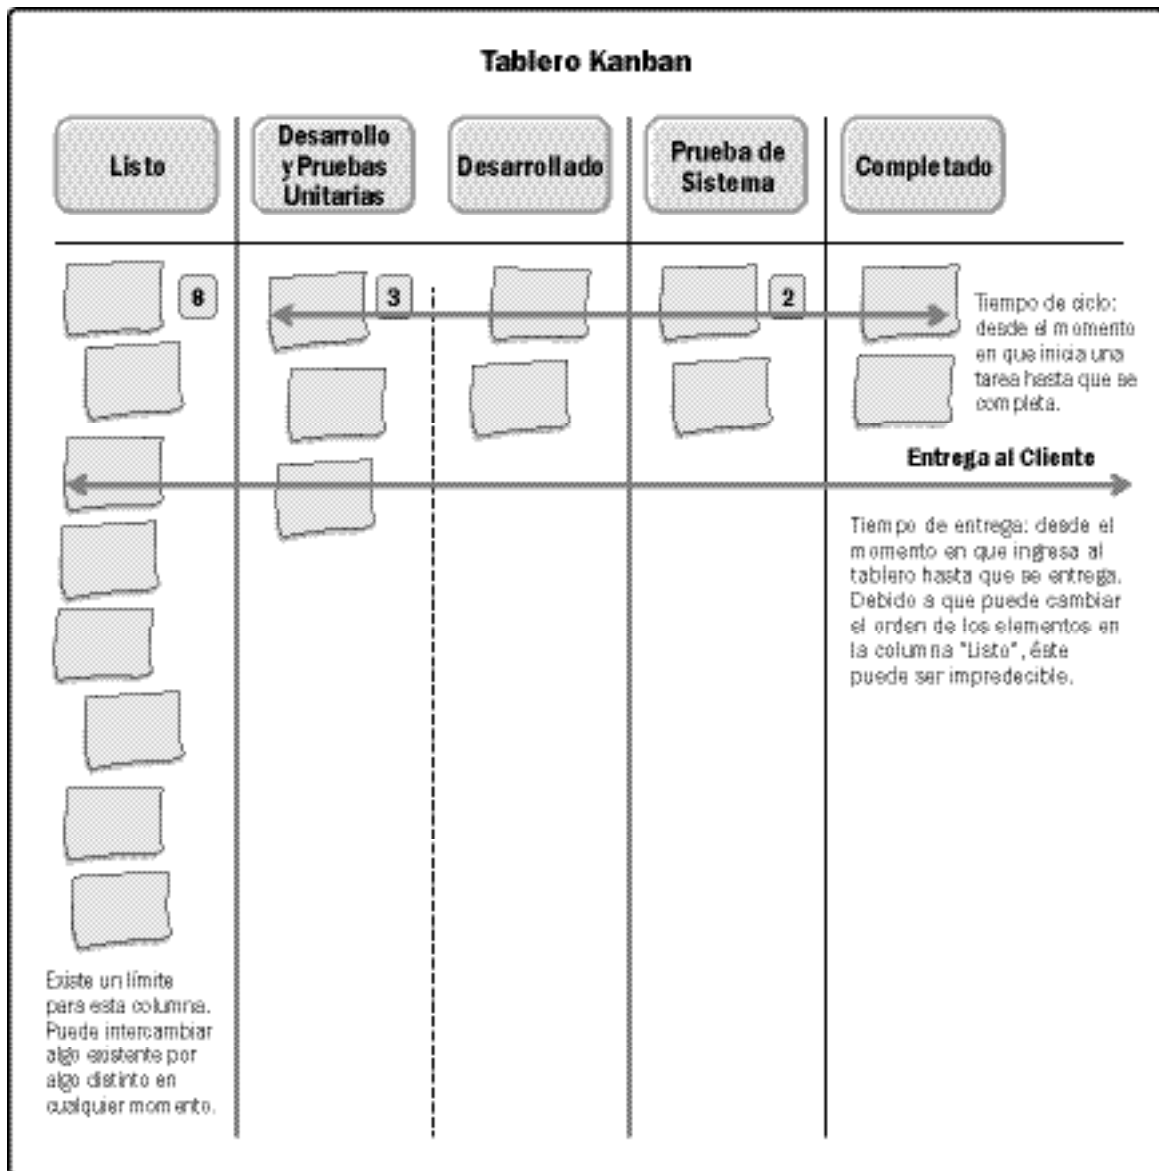 Tablero Kanban
Listo
Desarrollo
y Pruebas
Unitarias
Desarrollado
Prueba de
Sistema
Completado
8
3
2
Tiempo de ciclo:
desde el momento
en que inicia una
tarea hasta que se
completa.
Entrega al Cliente
Tiempo de entrega: desde el
momento en que ingresa al
tablero hasta que se entrega.
Debido a que puede cambiar
el orden de los elementos en
la columna "Listo", éste
puede ser impredecible.
Existe un límite
para esta columna.
Puede intercambiar
algo existente por
algo distinto en
cualquier momento.